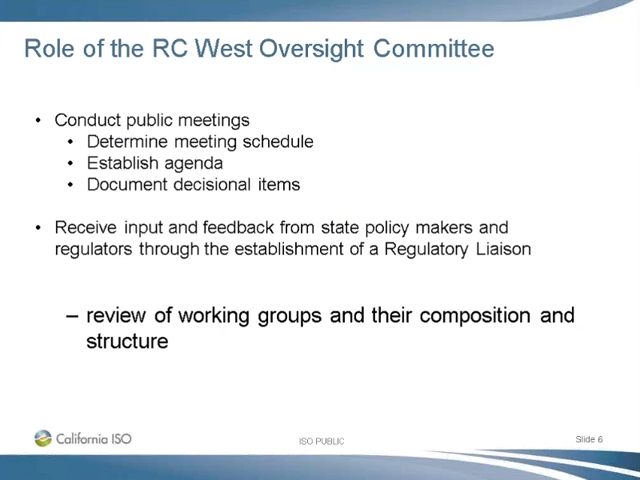 Role of the RC West Oversight Committee
• Conduct public meetings
• Determine meeting schedule
• Establish agenda
• Document decisional items
• Receive input and feedback from state policy makers and
regulators through the establishment of a Regulatory Liaison
– review of working groups and their composition and
structure
California ISO
ISO PUBLIC
Slide 6